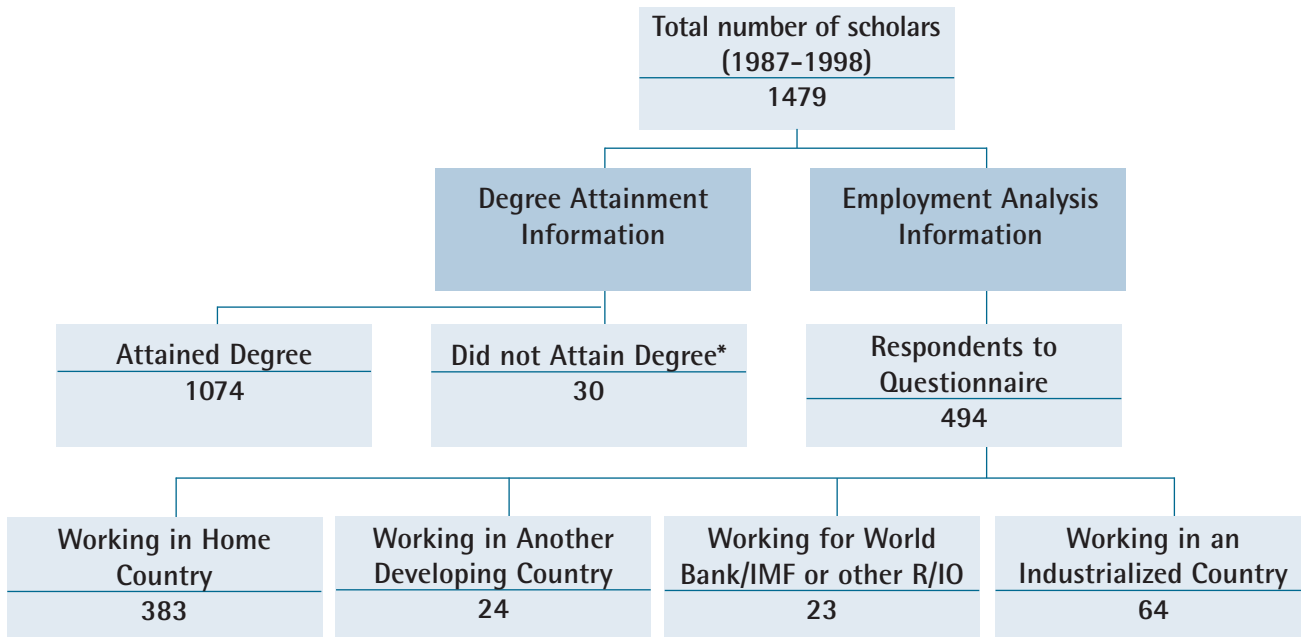 Total number of scholars
(1987-1998)
1479
Degree Attainment
Information
Employment Analysis
Information
Attained Degree
1074
Did not Attain Degree*
30
Respondents to
Questionnaire
494
Working in Home
Country
383
Working in Another
Developing Country
24
Working for World
Bank/IMF or other R/IO
23
Working in an
Industrialized Country
64